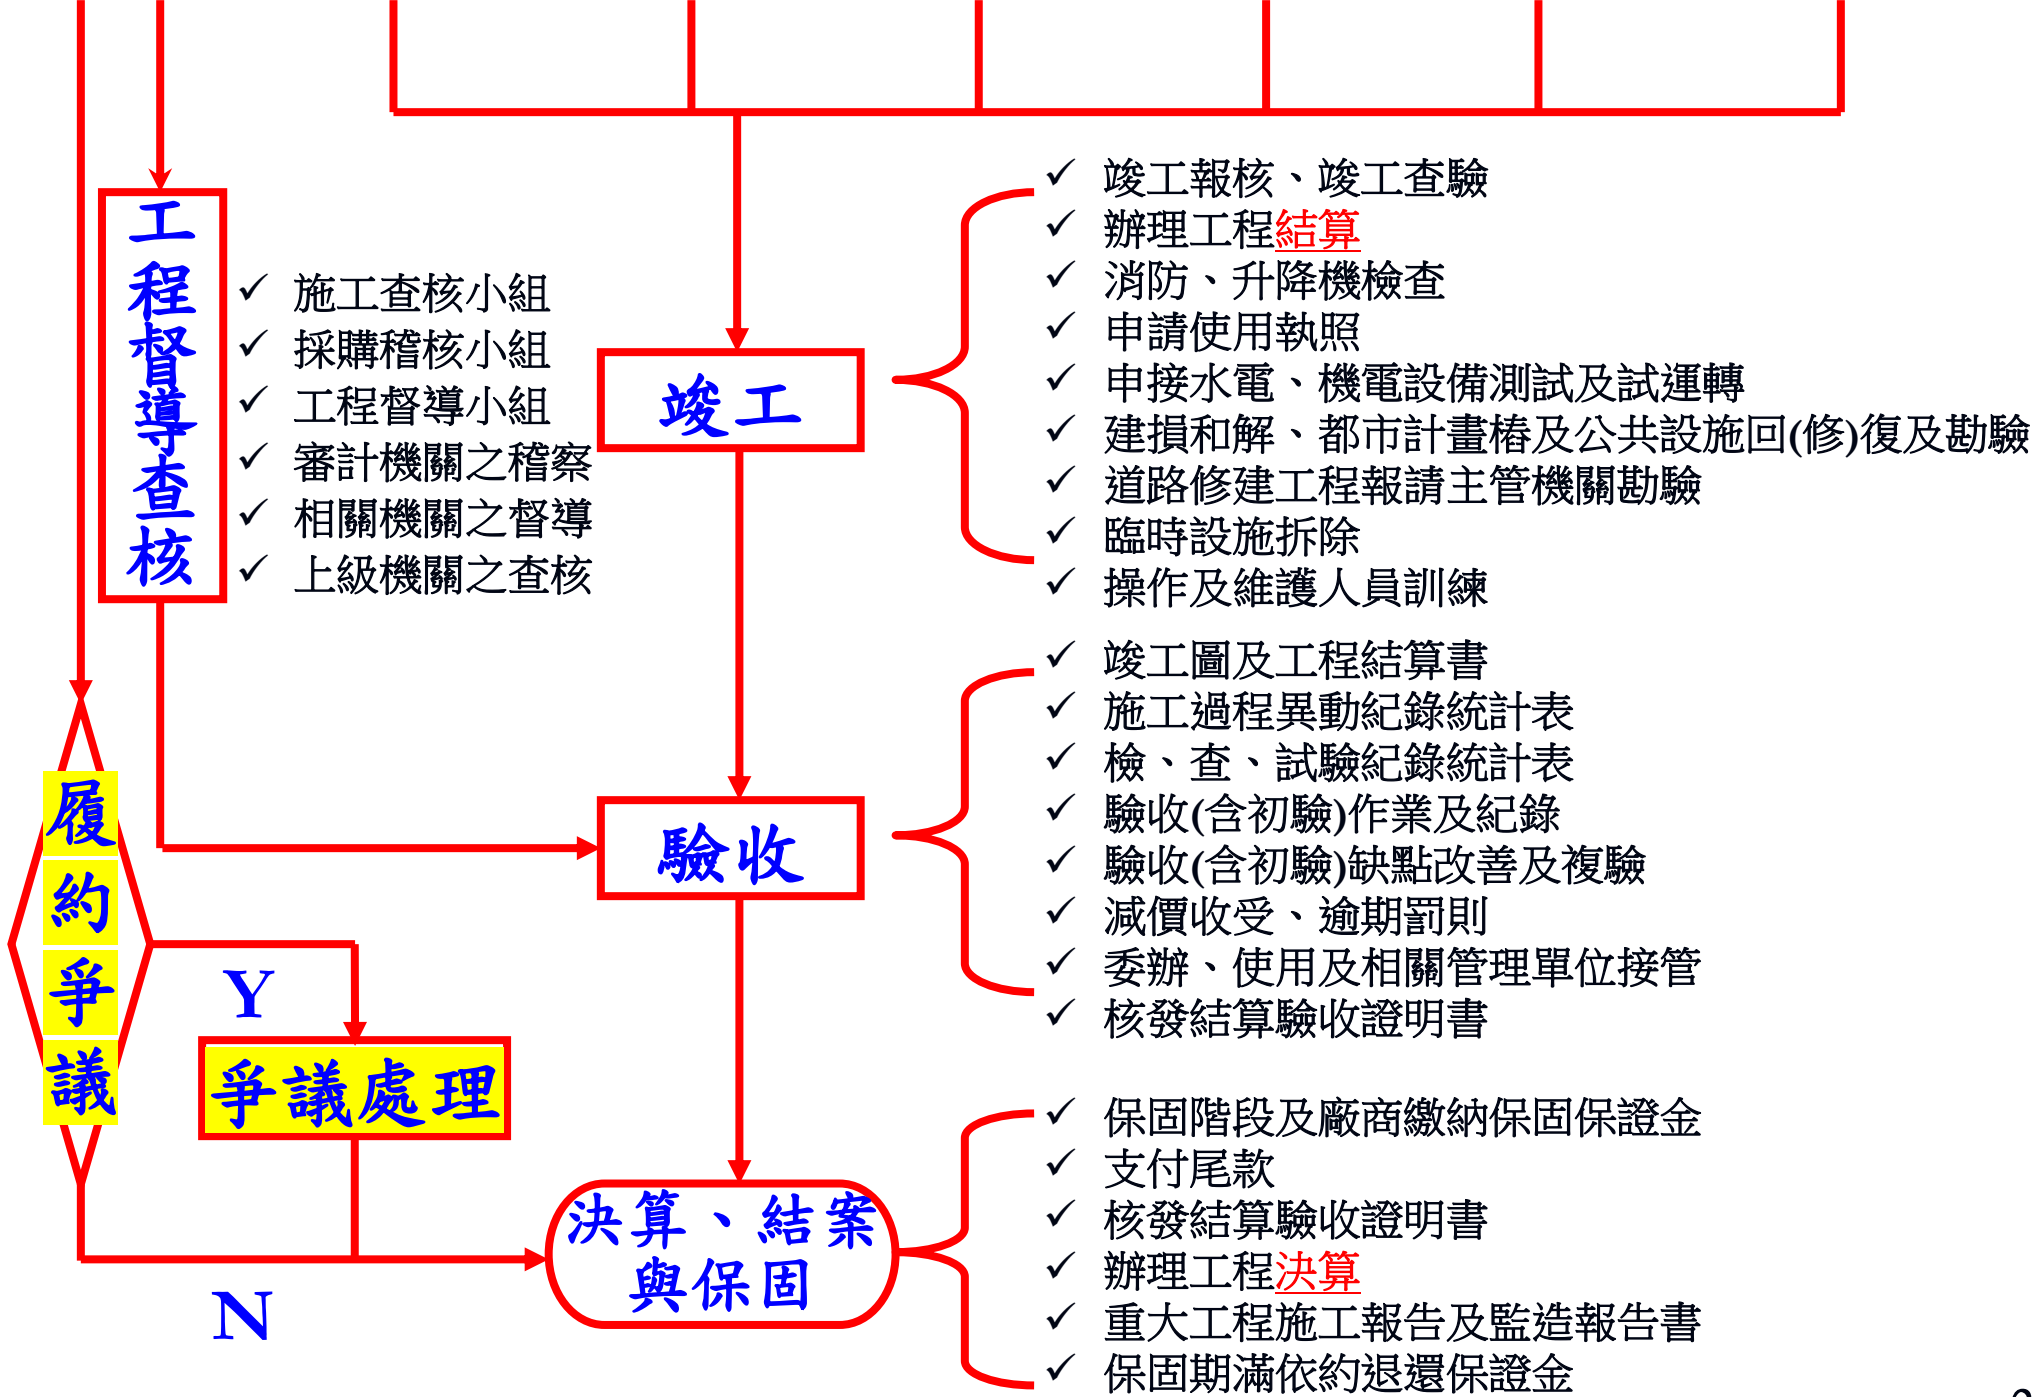 工程督導查核
施工查核小組
採購稽核小組
工程督導小組
審計機關之稽察
相關機關之督導
上級機關之查核
竣工
竣工報核、竣工查驗
辦理工程結算
消防、升降機檢查
申請使用執照
申接水電、機電設備測試及試運轉
建損和解、都市計畫樁及公共設施回(修)復及勘驗
道路修建工程報請主管機關勘驗
臨時設施拆除
操作及維護人員訓練
驗收
竣工圖及工程結算書
施工過程異動紀錄統計表
檢、查、試驗紀錄統計表
驗收(含初驗)作業及紀錄
驗收(含初驗)缺點改善及複驗
減價收受、逾期罰則
委辦、使用及相關管理單位接管
核發結算驗收證明書
履約爭議
Y
爭議處理
N
決算、結案
與保固
保固階段及廠商繳納保固保證金
支付尾款
核發結算驗收證明書
辦理工程決算
重大工程施工報告及監造報告書
保固期滿依約退還保證金